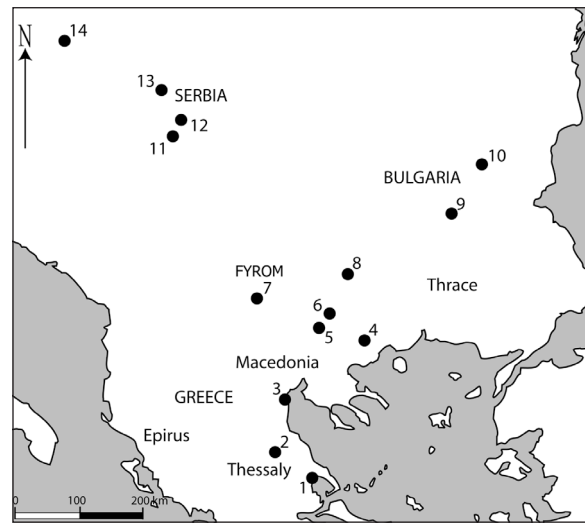 N
14
13
SERBIA
12
11
10
BULGARIA
9
8
FYROM
7
Thrace
6
5
4
Macedonia
3
GREECE
Epirus
2
Thessaly
1
0 100 200 km